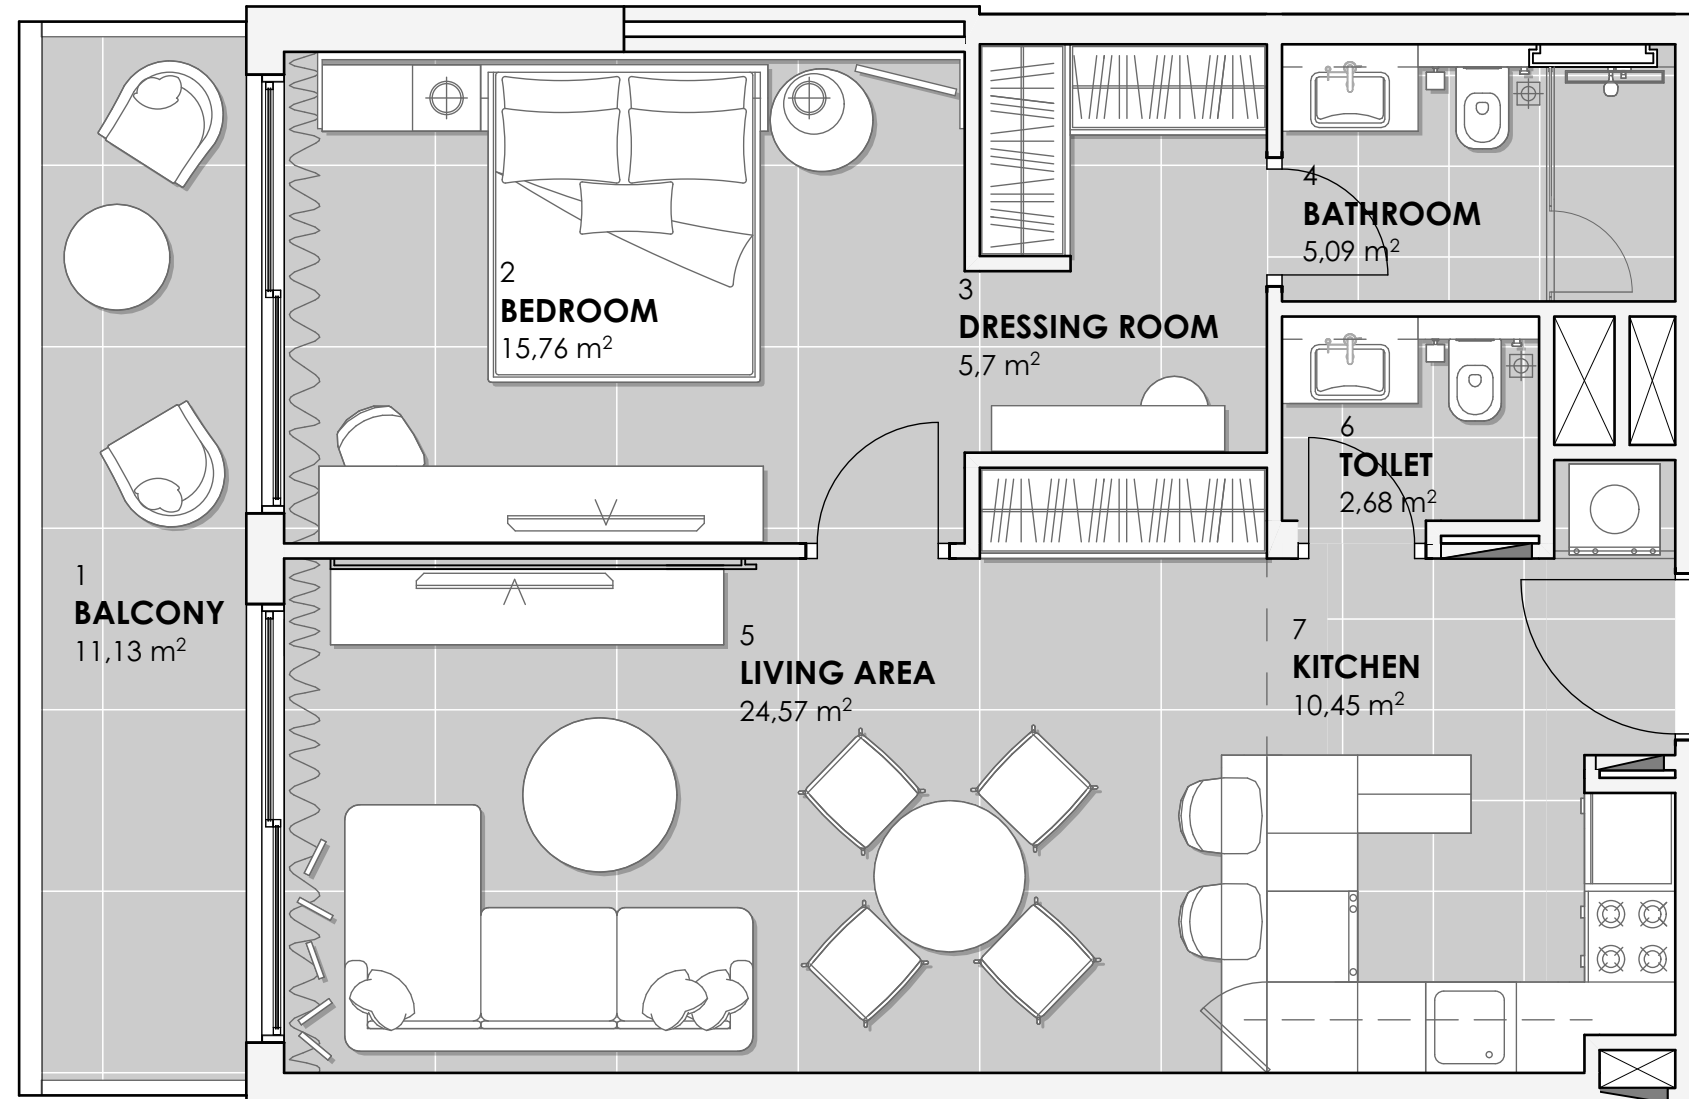 1
BALCONY
11,13 m²
2
BEDROOM
15,76 m²
3
DRESSING ROOM
5,7 m²
4
BATHROOM
5,09 m²
5
LIVING AREA
24,57 m²
6
TOILET
2,68 m²
7
KITCHEN
10,45 m²